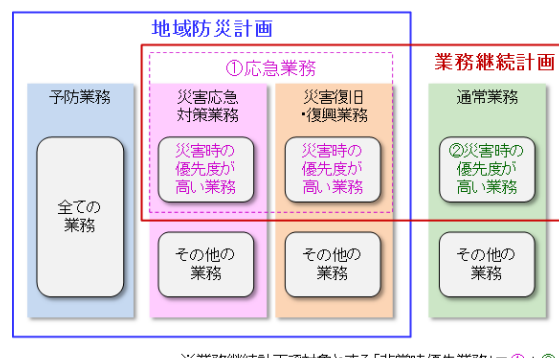 地域防災計画
業務継続計画
①応急業務
予防業務
災害応急
対策業務
災害復旧
・復興業務
通常業務
全ての
業務
災害時の
優先度が
高い業務
災害時の
優先度が
高い業務
②災害時の
優先度が
高い業務
その他の
業務
その他の
業務
その他の
業務